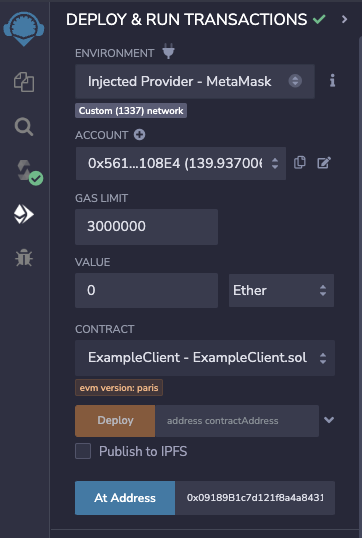 DEPLOY & RUN TRANSACTIONS
ENVIRONMENT
Injected Provider - MetaMask
Custom (1337) network
ACCOUNT
0x561...108E4 (139.937006
GAS LIMIT
3000000
VALUE
0 Ether
CONTRACT
ExampleClient - ExampleClient.sol
evm version: paris
Deploy address contractAddress
Publish to IPFS
At Address 0x09189B1c7d121f8a4a8431